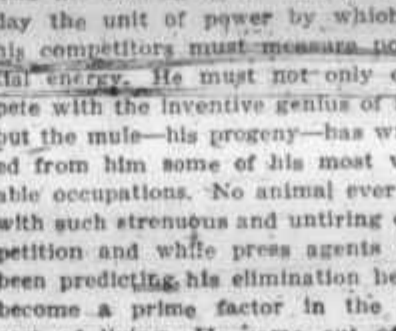 day the unit of power by which
his competitors must measure po
tial energy. He must not only c
pete with the inventive genius of
but the mule—his progeny—has w
ed from him some of his most v
able occupations. No animal ever
with such strenuous and untiring c
petition and while press agents
been predicting his elimination he
become a prime factor in the